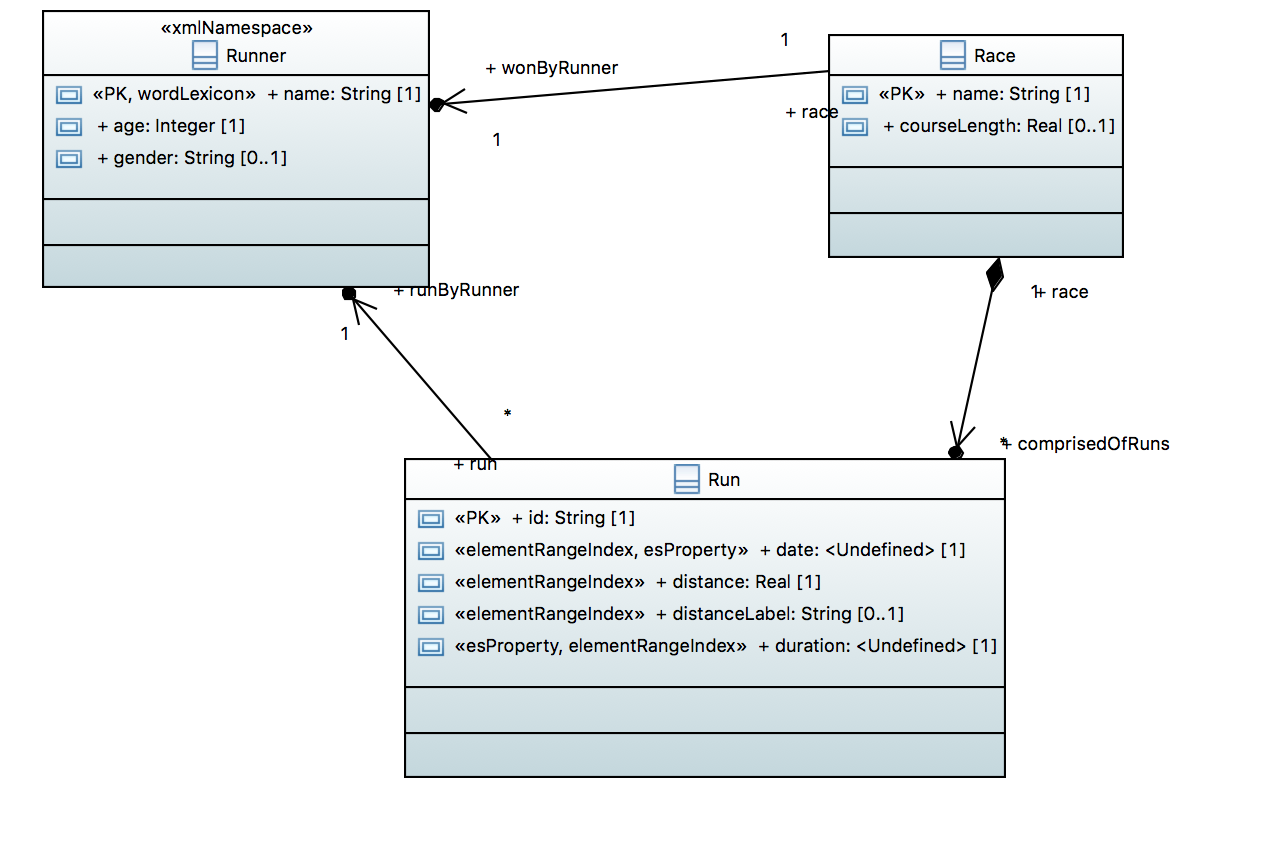 «xmlNamespace»
Runner
«PK, wordLexicon» + name: String [1]
+ age: Integer [1]
+ gender: String [0..1]
1
+ wonByRunner
+ race
1
Race
«PK» + name: String [1]
+ courseLength: Real [0..1]
+ runByRunner
1
1
+ race
*
+ run
*
+ comprisedOfRuns
Run
«PK» + id: String [1]
«elementRangeIndex, esProperty» + date: <Undefined> [1]
«elementRangeIndex» + distance: Real [1]
«elementRangeIndex» + distanceLabel: String [0..1]
«esProperty, elementRangeIndex» + duration: <Undefined> [1]